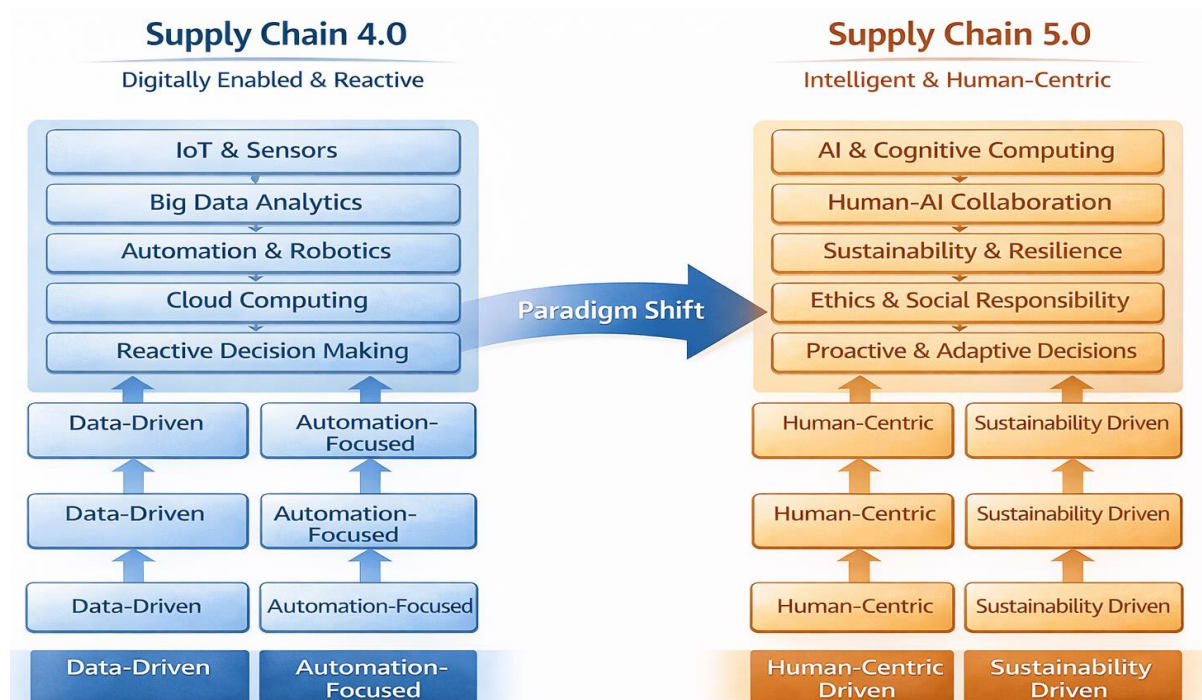 Supply Chain 4.0
Digitally Enabled & Reactive
IoT & Sensors
Big Data Analytics
Automation & Robotics
Cloud Computing
Reactive Decision Making
Data-Driven
Automation-
Focused
Data-Driven
Automation-
Focused
Data-Driven
Automation-Focused
Data-Driven
Automation-
Focused
Paradigm Shift
Supply Chain 5.0
Intelligent & Human-Centric
AI & Cognitive Computing
Human-AI Collaboration
Sustainability & Resilience
Ethics & Social Responsibility
Proactive & Adaptive Decisions
Human-Centric
Sustainability Driven
Human-Centric
Sustainability Driven
Human-Centric
Sustainability Driven
Human-Centric
Driven
Sustainability
Driven